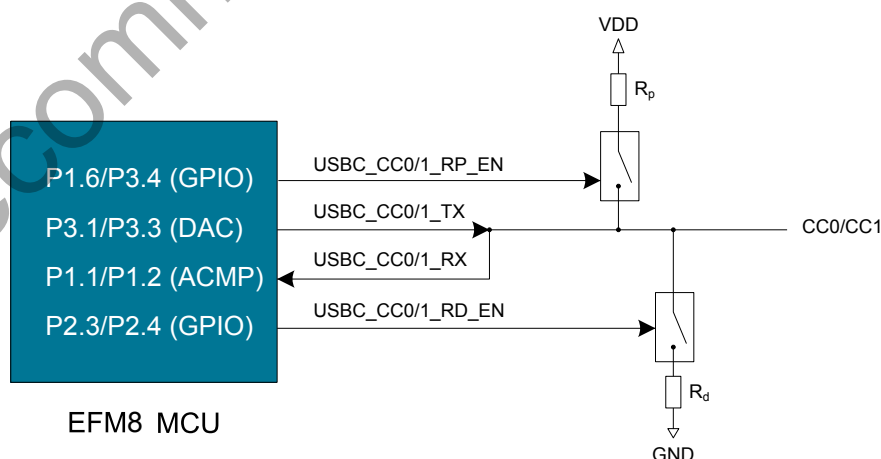 VDD
Rp
P1.6/P3.4 (GPIO)
USBC_CC0/1_RP_EN
P3.1/P3.3 (DAC)
USBC_CC0/1_TX
CC0/CC1
P1.1/P1.2 (ACMP)
USBC_CC0/1_RX
P2.3/P2.4 (GPIO)
USBC_CC0/1_RD_EN
Rd
EFM8 MCU
GND